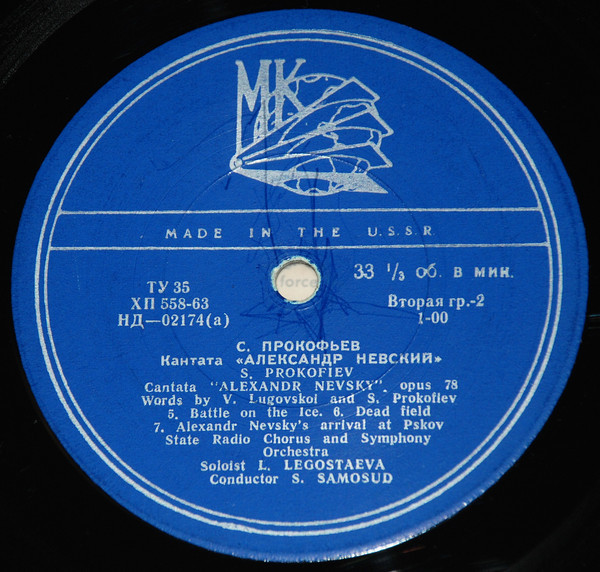 МК
MADE IN THE U.S.S.R.
force
33 1/3 об. в мин.
ТУ 35
ХП 558-63
НД—02174(а)
Вторая гр.-2
1-00
С. ПРОКОФЬЕВ
Кантата «АЛЕКСАНДР НЕВСКИЙ»
S. PROKOFIEV
Cantata "ALEXANDR NEVSKY", opus 78
Words by V. Lugovskoi and S. Prokofiev
5. Battle on the Ice. 6. Dead field
7. Alexandr Nevsky's arrival at Pskov
State Radio Chorus and Symphony
Orchestra
Soloist L. LEGOSTAEVA
Conductor S. SAMOSUD